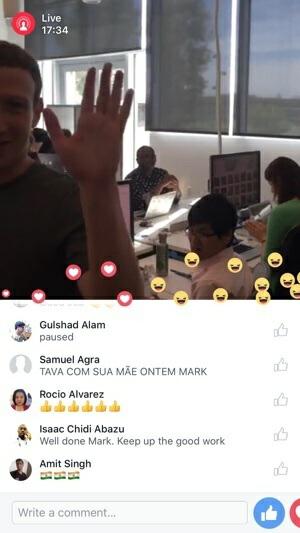 Live
17:34
Gulshad Alam
paused
Samuel Agra
TAVA COM SUA MÃE ONTEM MARK
Rocio Alvarez
👍👍👍👍👍👍
Isaac Chidi Abazu
Well done Mark. Keep up the good work
Amit Singh
🇮🇳🇮🇳🇮🇳
Write a comment...